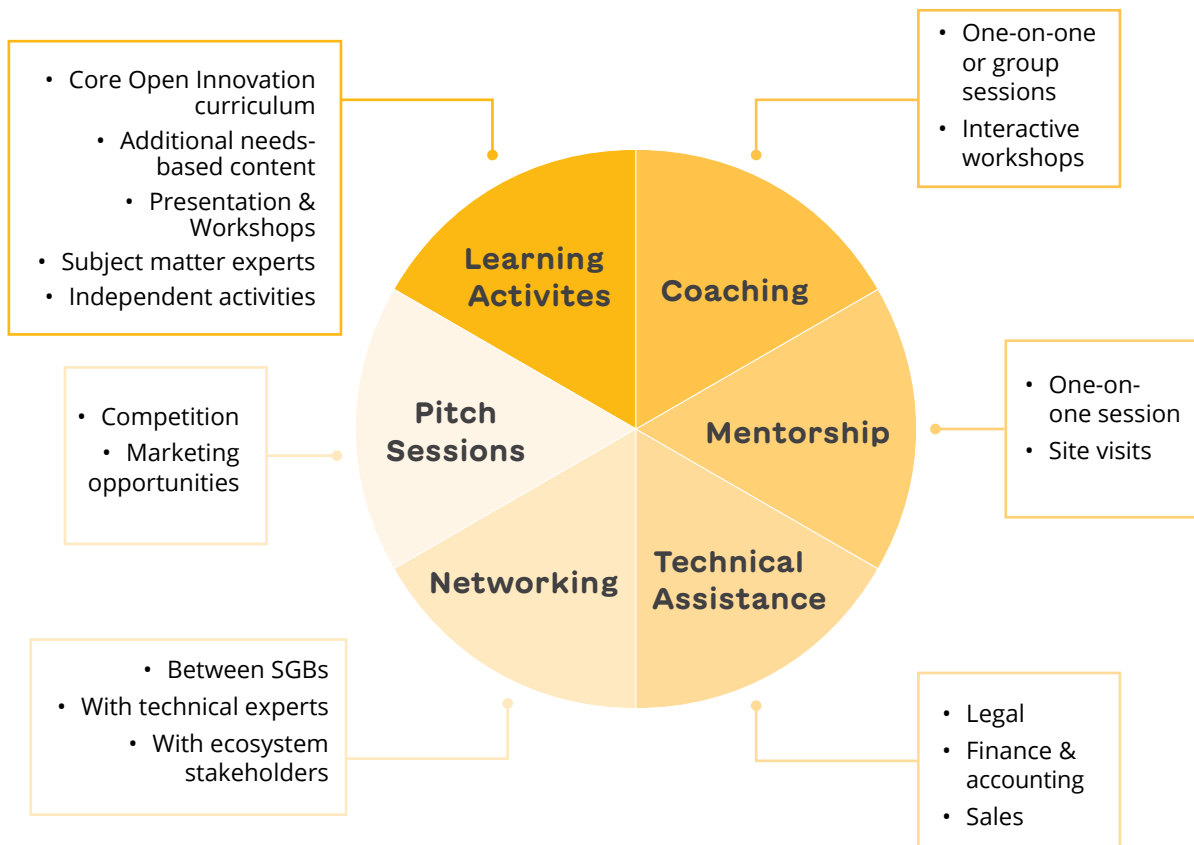 • Core Open Innovation
curriculum
• Additional needs-
based content
• Presentation &
Workshops
• Subject matter experts
• Independent activities
• One-on-one
or group
sessions
• Interactive
workshops
Learning
Activites
Coaching
• Competition
• Marketing
opportunities
Pitch
Sessions
Mentorship
• One-on-
one session
• Site visits
Networking
Technical
Assistance
• Between SGBs
• With technical experts
• With ecosystem
stakeholders
• Legal
• Finance &
accounting
• Sales